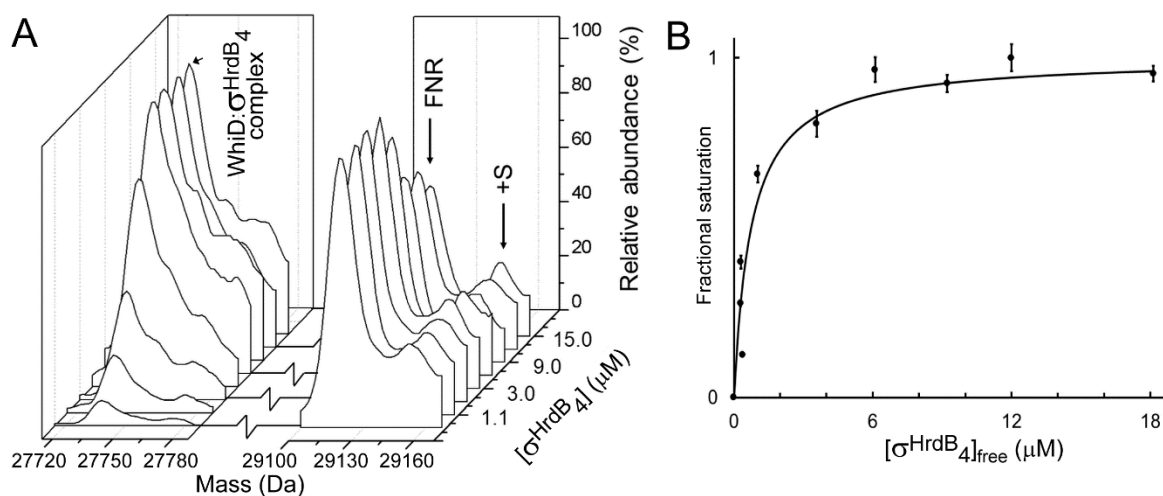 A
WhiD:σHrdB4
complex
FNR
+S
100
80
60
40
20
0
Relative abundance (%)
15.0
9.0
3.0
1.1
[σHrdB4] (μM)
27720 27750 27780 29100 29130 29160
Mass (Da)
B
1
Fractional saturation
0
0 6 12 18
[σHrdB4]free (μM)